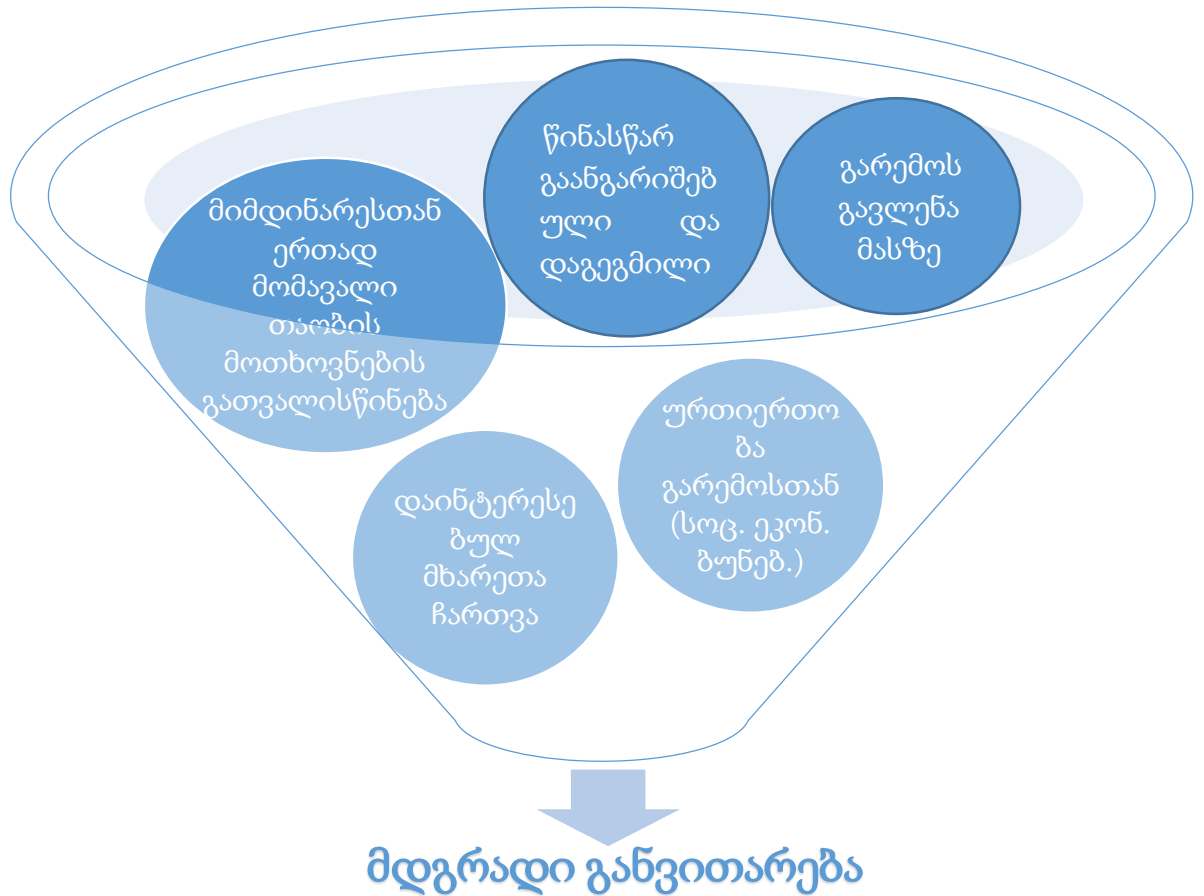 წინასწარ
გაანგარიშებ
ული და
დაგეგმილი
გარემოს
გავლენა
მასზე
მიმდინარესთან
ერთად
მომავალი
თაობის
მოთხოვნების
გათვალისწინება
ურთიერთო
ბა
გარემოსთან
(სოც. ეკონ.
ბუნებ.)
დაინტერესე
ბულ
მხარეთა
ჩართვა
მდგრადი განვითარება